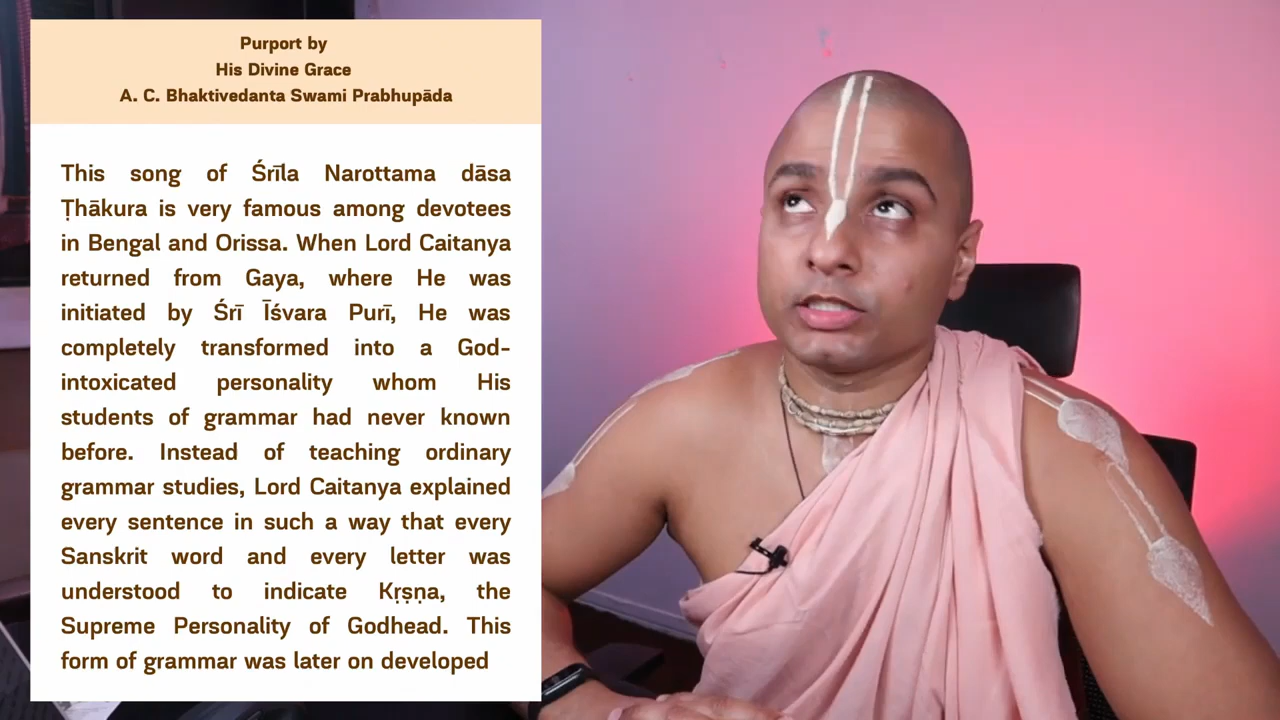 Purport by
His Divine Grace
A. C. Bhaktivedanta Swami Prabhupāda
This song of Śrīla Narottama dāsa
Ṭhākura is very famous among devotees
in Bengal and Orissa. When Lord Caitanya
returned from Gaya, where He was
initiated by Śrī Īśvara Purī, He was
completely transformed into a God-
intoxicated personality whom His
students of grammar had never known
before. Instead of teaching ordinary
grammar studies, Lord Caitanya explained
every sentence in such a way that every
Sanskrit word and every letter was
understood to indicate Kṛṣṇa, the
Supreme Personality of Godhead. This
form of grammar was later on developed